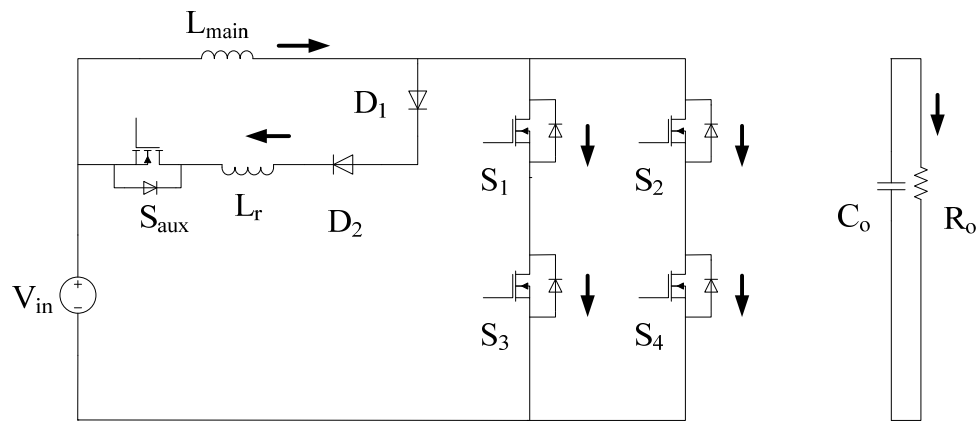 L_main
D_1
S_1
S_2
S_aux
L_r
D_2
C_o
R_o
V_in
+
−
S_3
S_4